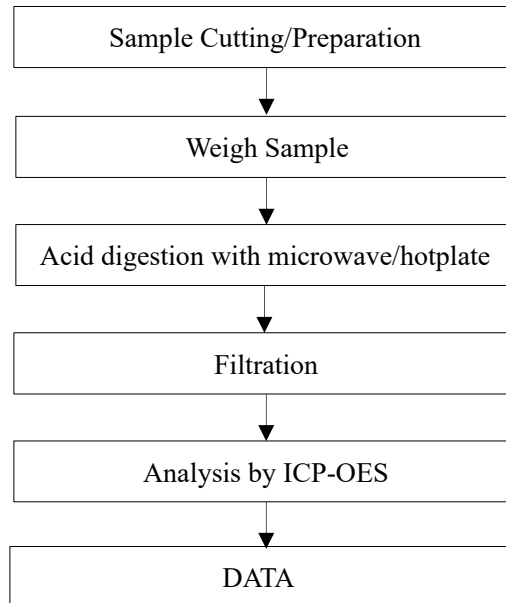 Sample Cutting/Preparation
Weigh Sample
Acid digestion with microwave/hotplate
Filtration
Analysis by ICP-OES
DATA